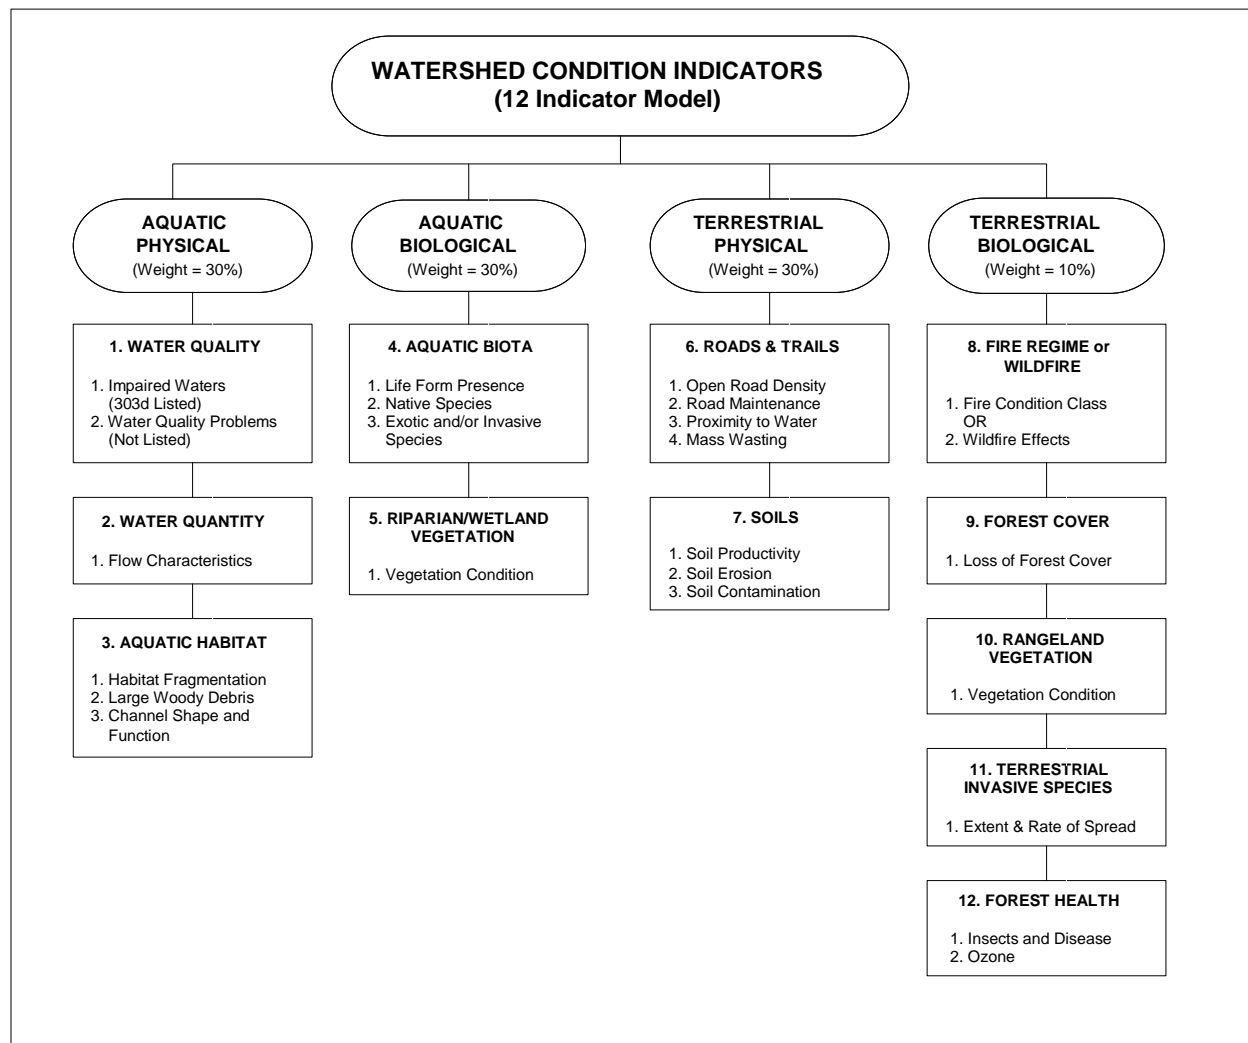 WATERSHED CONDITION INDICATORS
(12 Indicator Model)
AQUATIC
PHYSICAL
(Weight = 30%)
1. WATER QUALITY
1. Impaired Waters
(303d Listed)
2. Water Quality Problems
(Not Listed)
2. WATER QUANTITY
1. Flow Characteristics
3. AQUATIC HABITAT
1. Habitat Fragmentation
2. Large Woody Debris
3. Channel Shape and
Function
AQUATIC
BIOLOGICAL
(Weight = 30%)
4. AQUATIC BIOTA
1. Life Form Presence
2. Native Species
3. Exotic and/or Invasive
Species
5. RIPARIAN/WETLAND
VEGETATION
1. Vegetation Condition
TERRESTRIAL
PHYSICAL
(Weight = 30%)
6. ROADS & TRAILS
1. Open Road Density
2. Road Maintenance
3. Proximity to Water
4. Mass Wasting
7. SOILS
1. Soil Productivity
2. Soil Erosion
3. Soil Contamination
TERRESTRIAL
BIOLOGICAL
(Weight = 10%)
8. FIRE REGIME or
WILDFIRE
1. Fire Condition Class
OR
2. Wildfire Effects
9. FOREST COVER
1. Loss of Forest Cover
10. RANGELAND
VEGETATION
1. Vegetation Condition
11. TERRESTRIAL
INVASIVE SPECIES
1. Extent & Rate of Spread
12. FOREST HEALTH
1. Insects and Disease
2. Ozone